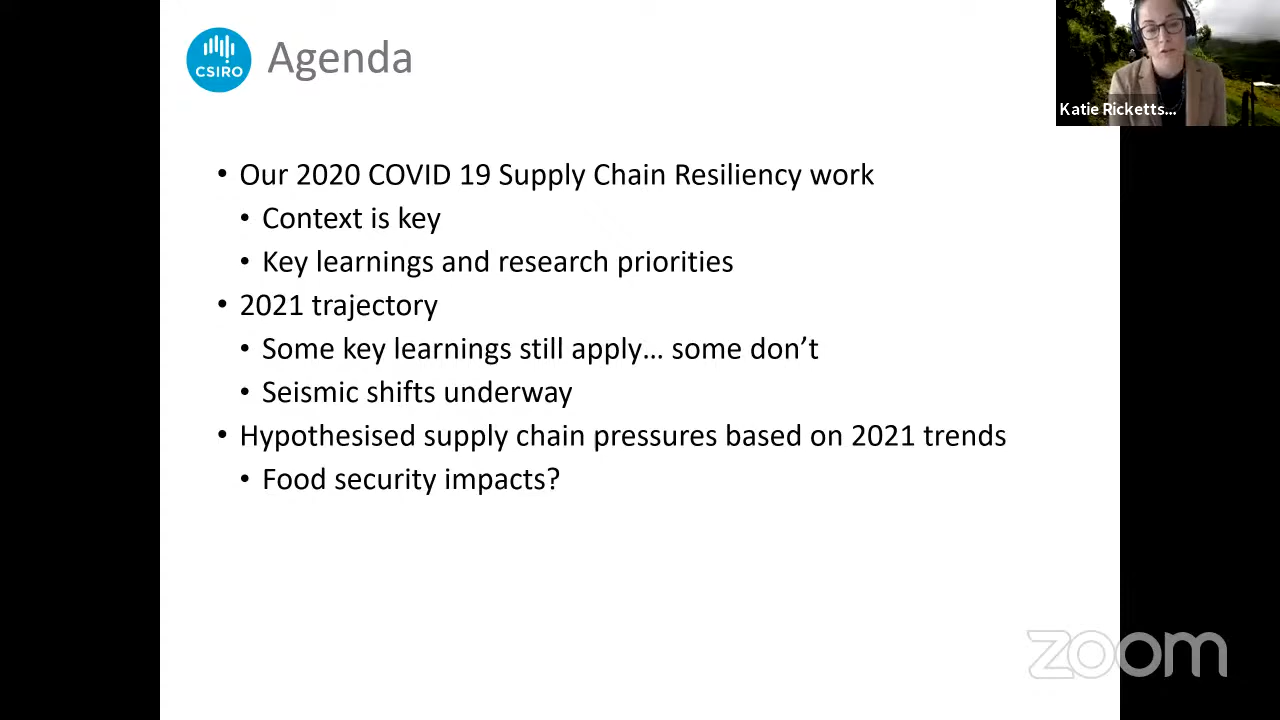 CSIRO
Agenda
Katie Ricketts...
• Our 2020 COVID 19 Supply Chain Resiliency work
• Context is key
• Key learnings and research priorities
• 2021 trajectory
• Some key learnings still apply… some don’t
• Seismic shifts underway
• Hypothesised supply chain pressures based on 2021 trends
• Food security impacts?
zoom